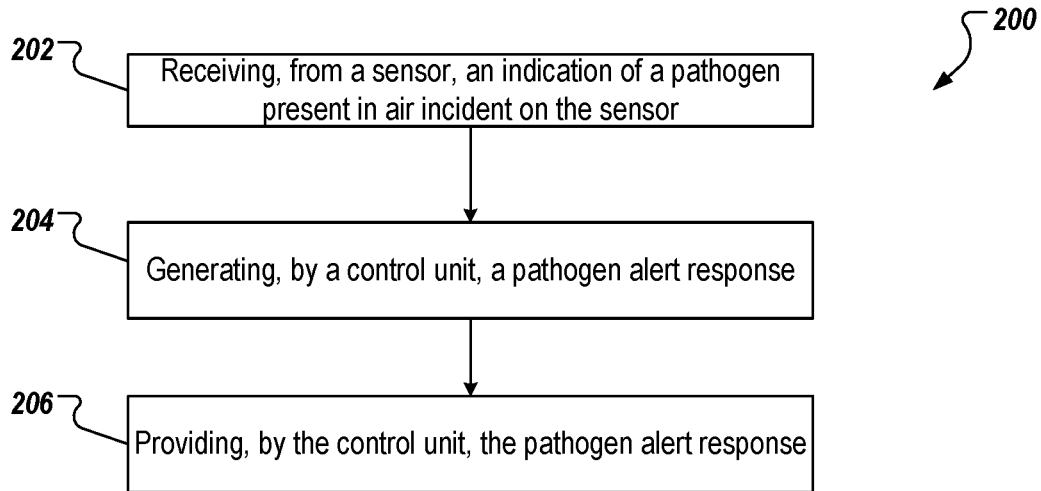 200
202
Receiving, from a sensor, an indication of a pathogen
present in air incident on the sensor
204
Generating, by a control unit, a pathogen alert response
206
Providing, by the control unit, the pathogen alert response